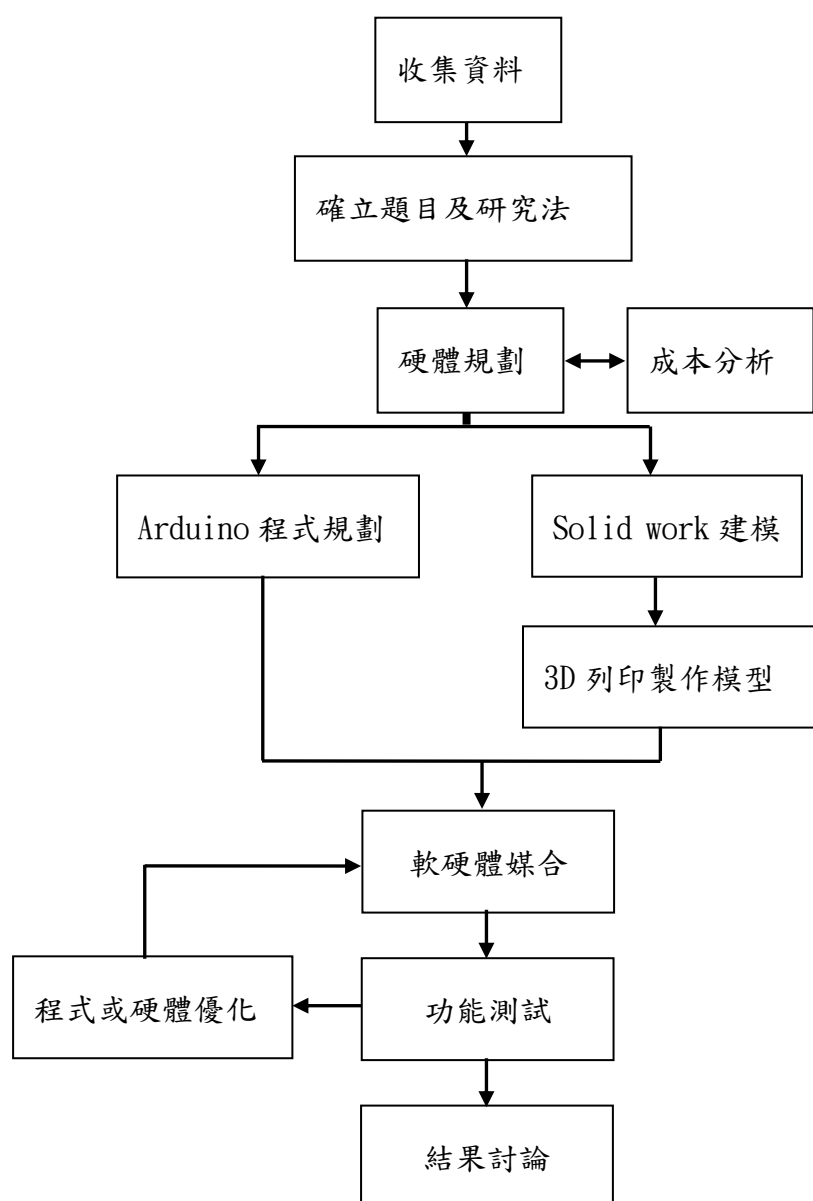 收集資料
確立題目及研究法
硬體規劃
成本分析
Arduino 程式規劃
Solid work 建模
3D 列印製作模型
軟硬體媒合
程式或硬體優化
功能測試
結果討論